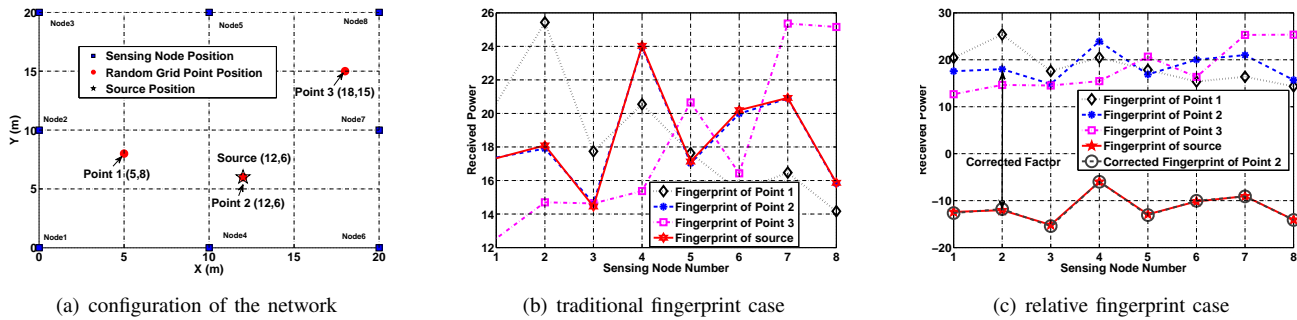 20
15
10
5
0
Y (m)
0
5
10
15
20
X (m)
Node3
Node5
Node8
Node2
Node7
Node1
Node4
Node6
Sensing Node Position
Random Grid Point Position
Source Position
Point 3 (18,15)
Point 1 (5,8)
Source (12,6)
Point 2 (12,6)
(a) configuration of the network
26
24
22
20
18
16
14
12
Received Power
1
2
3
4
5
6
7
8
Sensing Node Number
Fingerprint of Point 1
Fingerprint of Point 2
Fingerprint of Point 3
Fingerprint of source
(b) traditional fingerprint case
30
20
10
0
−10
−20
Received Power
1
2
3
4
5
6
7
8
Sensing Node Number
Fingerprint of Point 1
Fingerprint of Point 2
Fingerprint of Point 3
Fingerprint of source
Corrected Fingerprint of Point 2
Corrected Factor
(c) relative fingerprint case